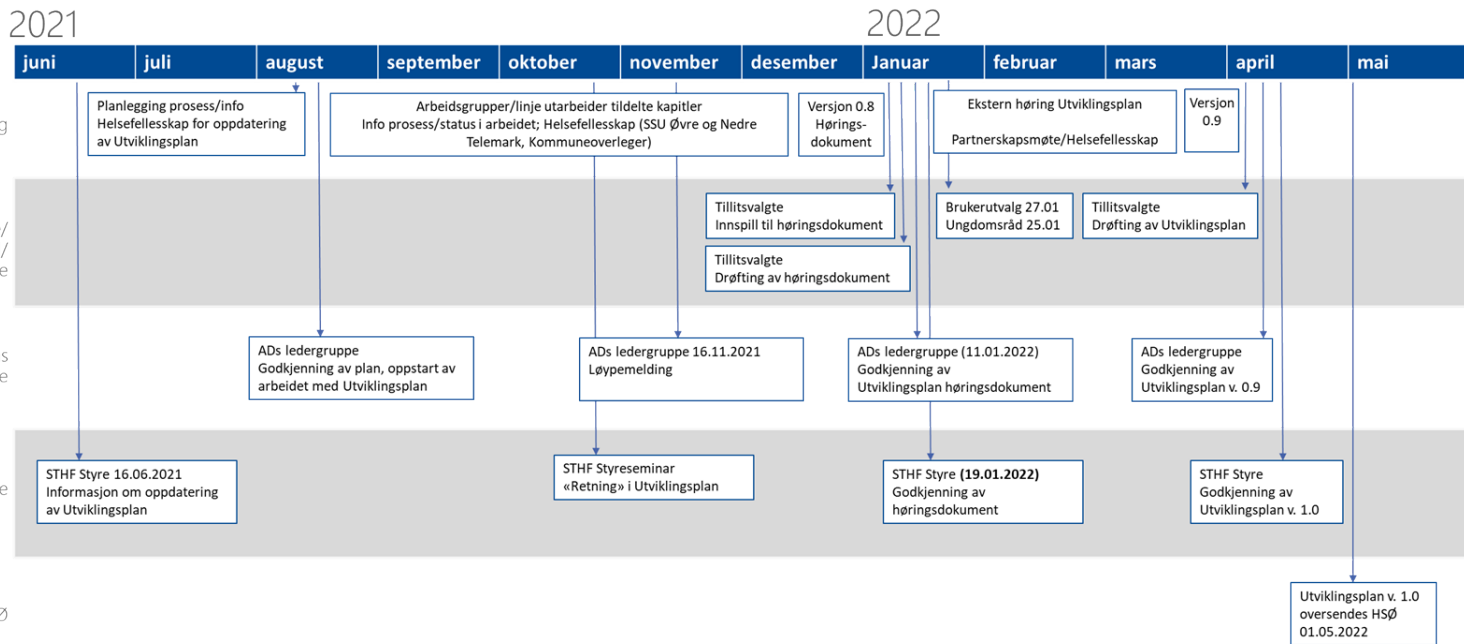 2021
2022
juni
juli
august
september
oktober
november
desember
Januar
februar
mars
april
mai
Planlegging prosess/info
Helsefellesskap for oppdatering
av Utviklingsplan
Arbeidsgrupper/linje utarbeider tildelte kapitler
Info prosess/status i arbeidet; Helsefellesskap (SSU Øvre og Nedre
Telemark, Kommuneoverleger)
Versjon 0.8
Hørings-
dokument
Ekstern høring Utviklingsplan
Partnerskapsmøte/Helsefellesskap
Versjon
0.9
g
/
/
e
Tillitsvalgte
Innspill til høringsdokument
Tillitsvalgte
Drøfting av høringsdokument
Brukerutvalg 27.01
Ungdomsråd 25.01
Tillitsvalgte
Drøfting av Utviklingsplan
s
e
ADs ledergruppe
Godkjenning av plan, oppstart av
arbeidet med Utviklingsplan
ADs ledergruppe 16.11.2021
Løypemelding
ADs ledergruppe (11.01.2022)
Godkjenning av
Utviklingsplan høringsdokument
ADs ledergruppe
Godkjenning av
Utviklingsplan v. 0.9
e
STHF Styre 16.06.2021
Informasjon om oppdatering
av Utviklingsplan
STHF Styreseminar
«Retning» i Utviklingsplan
STHF Styre (19.01.2022)
Godkjenning av
høringsdokument
STHF Styre
Godkjenning av
Utviklingsplan v. 1.0
Ø
Utviklingsplan v. 1.0
oversendes HSØ
01.05.2022